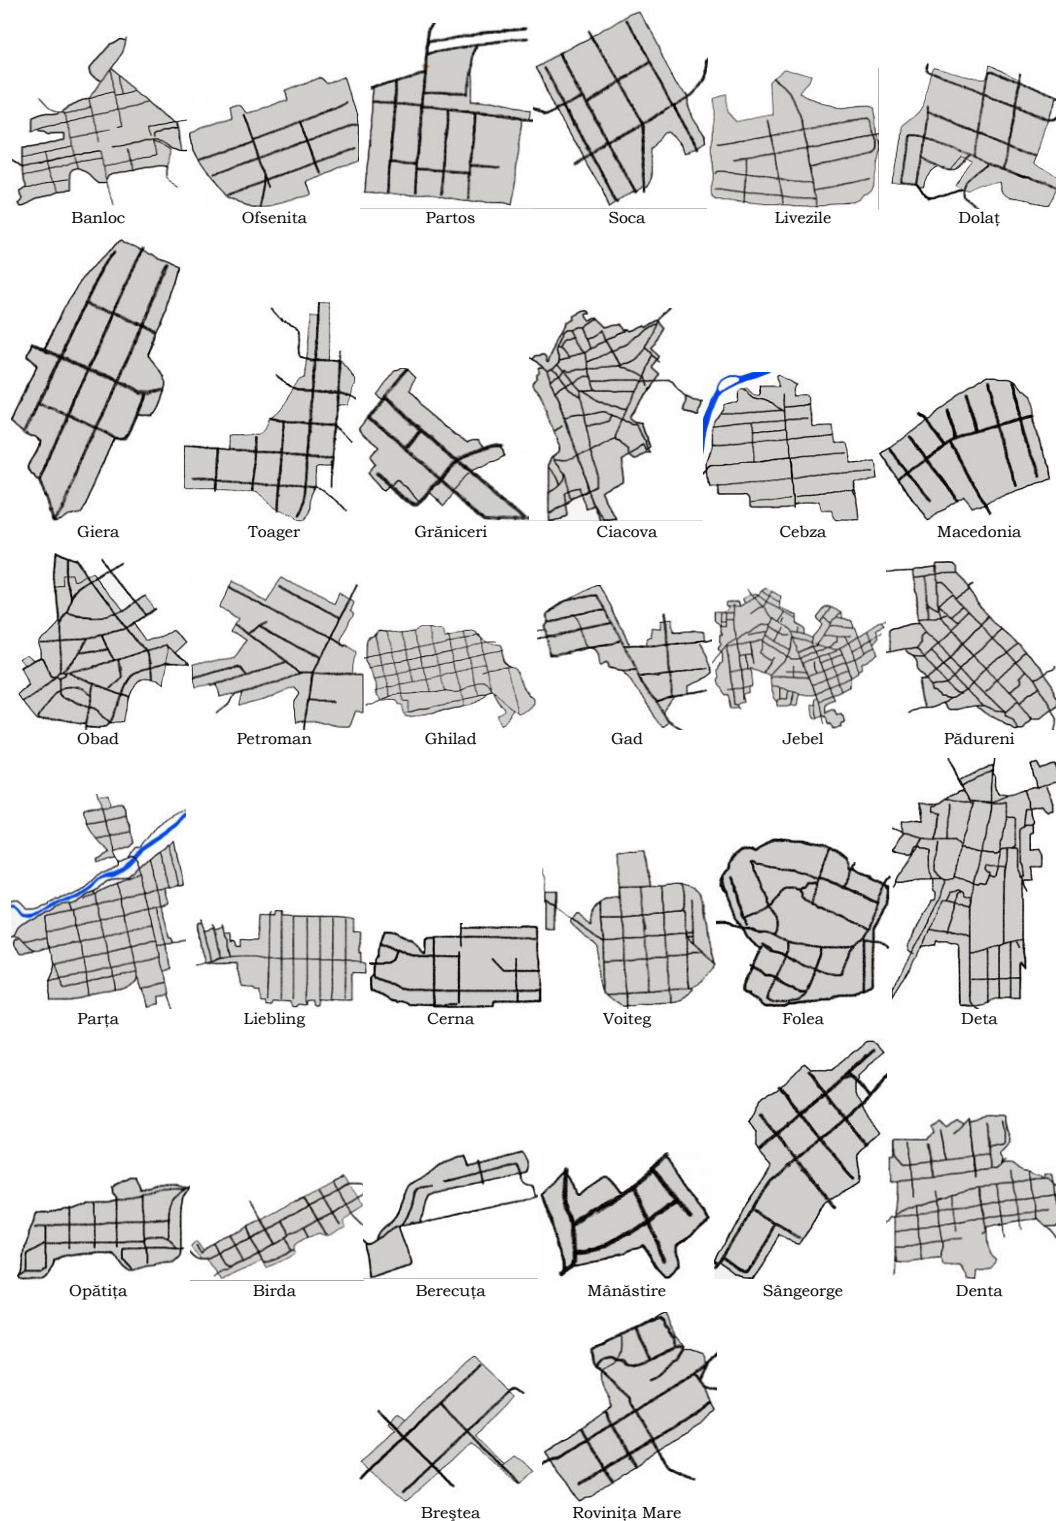 Banloc Ofsenita Partos Soca Livezile Dolaț
Giera Toager Grăniceri Ciacova Cebza Macedonia
Obad Petroman Ghilad Gad Jebel Pădureni
Parța Liebling Cerna Voiteg Folea Deta
Opătița Birda Berecuța Mânăstire Sângeorge Denta
Breştea Rovinița Mare